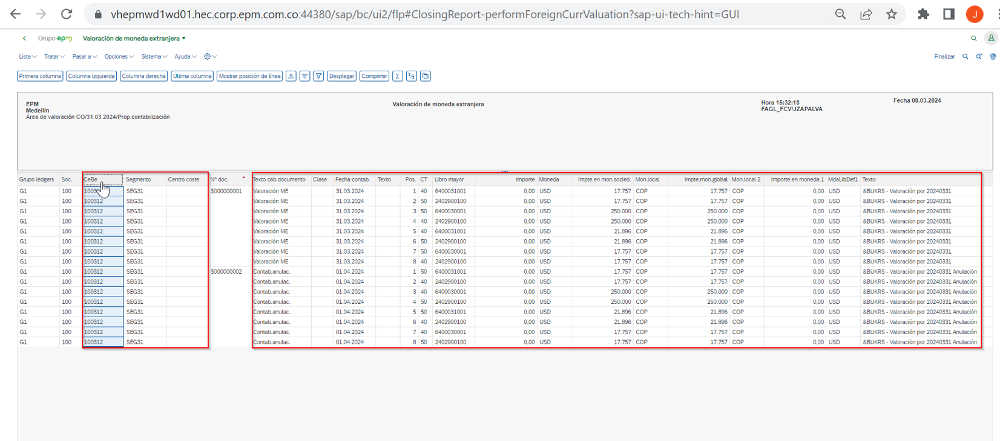 vhepmwd1wd01.hec.corp.epm.com.co:44380/sap/bc/ui2/flp#ClosingReport-performForeignCurrValuation?sap-ui-tech-hint=GUI
J
Grupo·epm Valoración de moneda extranjera
Lista Tratar Pasar a Opciones Sistema Ayuda Finalizar
Primera columna Columna izquierda Columna derecha Última columna Mostrar posición de línea Desplegar Comprimir Σ
EPM Valoración de moneda extranjera Hora 15:32:18 Fecha 08.03.2024
Medellín FAGL_FCV/JZAPALVA
Área de valoración CO/31.03.2024/Prop.contabilización
Grupo ledgers Soc. CeBe Segmento Centro coste Nº doc. Texto cab.documento Clase Fecha contab. Texto Pos. CT Libro mayor Importe Moneda Impte.en mon.socied. Mon.local Impte.mon.global Mon.local 2 Importe en moneda 1 MdaLibDef1 Texto
G1 100 1003 SEG31 $000000001 Valoración ME 31.03.2024 1 40 6400031001 0,00 USD 17.757 COP 17.757 COP 0,00 USD &BUKRS - Valoración por 20240331
G1 100 100312 SEG31 Valoración ME 31.03.2024 2 50 2402900100 0,00 USD 17.757 COP 17.757 COP 0,00 USD &BUKRS - Valoración por 20240331
G1 100 100312 SEG31 Valoración ME 31.03.2024 3 50 6400030001 0,00 USD 250.000 COP 250.000 COP 0,00 USD &BUKRS - Valoración por 20240331
G1 100 100312 SEG31 Valoración ME 31.03.2024 4 40 2402900100 0,00 USD 250.000 COP 250.000 COP 0,00 USD &BUKRS - Valoración por 20240331
G1 100 100312 SEG31 Valoración ME 31.03.2024 5 40 6400031001 0,00 USD 21.896 COP 21.896 COP 0,00 USD &BUKRS - Valoración por 20240331
G1 100 100312 SEG31 Valoración ME 31.03.2024 6 50 2402900100 0,00 USD 21.896 COP 21.896 COP 0,00 USD &BUKRS - Valoración por 20240331
G1 100 100312 SEG31 Valoración ME 31.03.2024 7 50 6400030001 0,00 USD 17.757 COP 17.757 COP 0,00 USD &BUKRS - Valoración por 20240331
G1 100 100312 SEG31 Valoración ME 31.03.2024 8 40 2402900100 0,00 USD 17.757 COP 17.757 COP 0,00 USD &BUKRS - Valoración por 20240331
G1 100 100312 SEG31 $000000002 Contab.anulac. 01.04.2024 1 50 6400031001 0,00 USD 17.757 COP 17.757 COP 0,00 USD &BUKRS - Valoración por 20240331 Anulación
G1 100 100312 SEG31 Contab.anulac. 01.04.2024 2 40 2402900100 0,00 USD 17.757 COP 17.757 COP 0,00 USD &BUKRS - Valoración por 20240331 Anulación
G1 100 100312 SEG31 Contab.anulac. 01.04.2024 3 40 6400030001 0,00 USD 250.000 COP 250.000 COP 0,00 USD &BUKRS - Valoración por 20240331 Anulación
G1 100 100312 SEG31 Contab.anulac. 01.04.2024 4 50 2402900100 0,00 USD 250.000 COP 250.000 COP 0,00 USD &BUKRS - Valoración por 20240331 Anulación
G1 100 100312 SEG31 Contab.anulac. 01.04.2024 5 50 6400031001 0,00 USD 21.896 COP 21.896 COP 0,00 USD &BUKRS - Valoración por 20240331 Anulación
G1 100 100312 SEG31 Contab.anulac. 01.04.2024 6 40 2402900100 0,00 USD 21.896 COP 21.896 COP 0,00 USD &BUKRS - Valoración por 20240331 Anulación
G1 100 100312 SEG31 Contab.anulac. 01.04.2024 7 40 6400030001 0,00 USD 17.757 COP 17.757 COP 0,00 USD &BUKRS - Valoración por 20240331 Anulación
G1 100 100312 SEG31 Contab.anulac. 01.04.2024 8 50 2402900100 0,00 USD 17.757 COP 17.757 COP 0,00 USD &BUKRS - Valoración por 20240331 Anulación